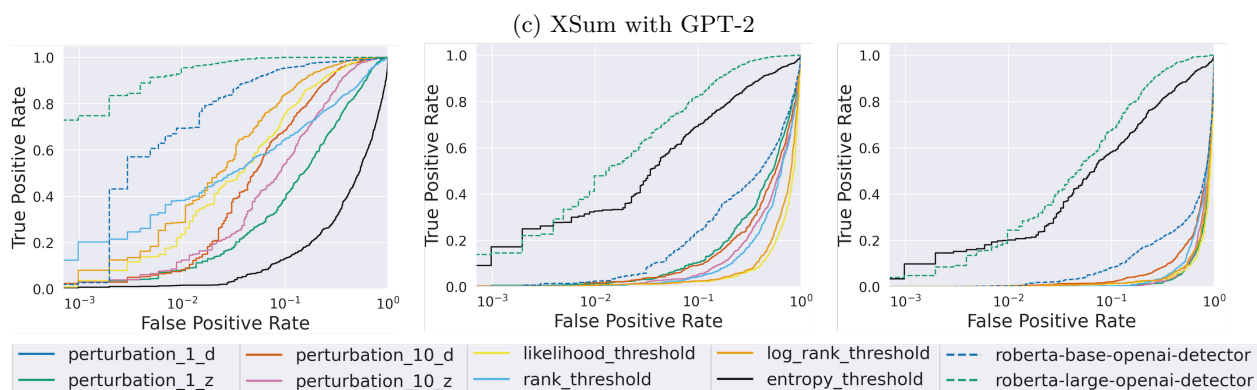 (c) XSum with GPT-2
True Positive Rate
1.0
0.8
0.6
0.4
0.2
0.0
10⁻³ 10⁻² 10⁻¹ 10⁰
False Positive Rate
True Positive Rate
1.0
0.8
0.6
0.4
0.2
0.0
10⁻³ 10⁻² 10⁻¹ 10⁰
False Positive Rate
True Positive Rate
1.0
0.8
0.6
0.4
0.2
0.0
10⁻³ 10⁻² 10⁻¹ 10⁰
False Positive Rate
perturbation_1_d perturbation_10_d likelihood_threshold log_rank_threshold roberta-base-openai-detector
perturbation_1_z perturbation_10_z rank_threshold entropy_threshold roberta-large-openai-detector